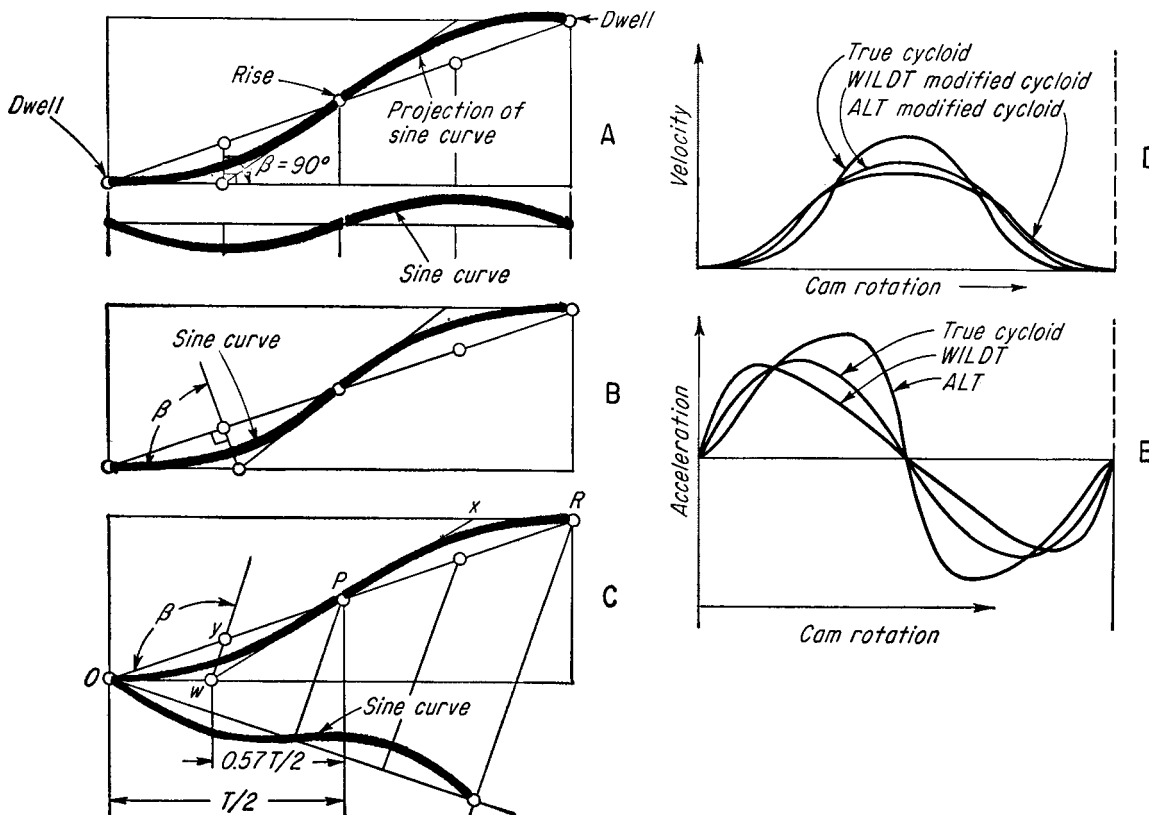 Dwell
Rise
Dwell
Projection of
sine curve
β = 90°
A
Sine curve
Sine curve
β
B
x
R
P
β
y
O
w
C
Sine curve
0.57 T/2
T/2
True cycloid
WILDT modified cycloid
ALT modified cycloid
Velocity
Cam rotation
True cycloid
WILDT
ALT
Acceleration
E
Cam rotation